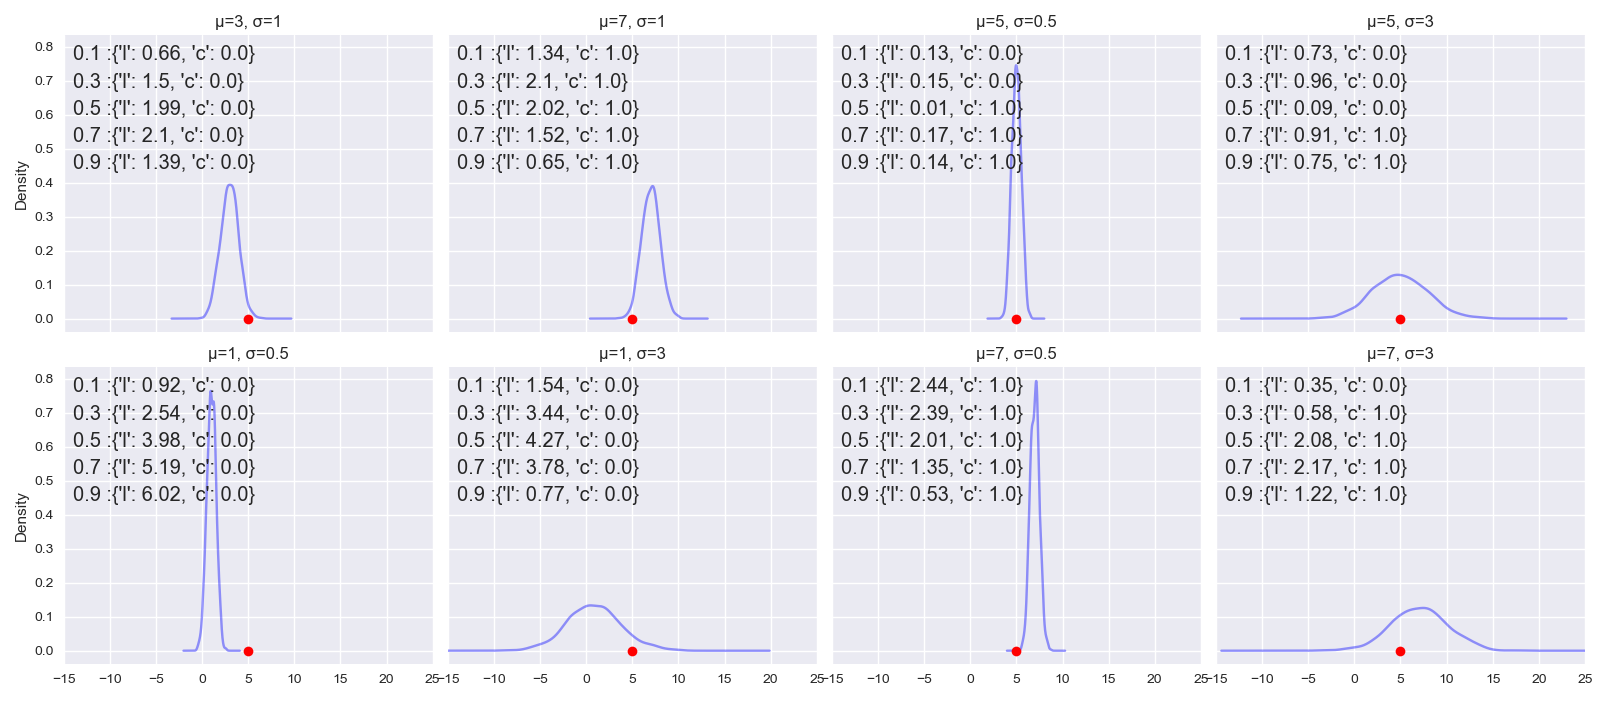 μ=3, σ=1
μ=7, σ=1
μ=5, σ=0.5
μ=5, σ=3
0.8
0.7
0.6
0.5
0.4
0.3
0.2
0.1
0.0
Density
0.1 :{'l': 0.66, 'c': 0.0}
0.3 :{'l': 1.5, 'c': 0.0}
0.5 :{'l': 1.99, 'c': 0.0}
0.7 :{'l': 2.1, 'c': 0.0}
0.9 :{'l': 1.39, 'c': 0.0}
0.1 :{'l': 1.34, 'c': 1.0}
0.3 :{'l': 2.1, 'c': 1.0}
0.5 :{'l': 2.02, 'c': 1.0}
0.7 :{'l': 1.52, 'c': 1.0}
0.9 :{'l': 0.65, 'c': 1.0}
0.1 :{'l': 0.13, 'c': 0.0}
0.3 :{'l': 0.15, 'c': 0.0}
0.5 :{'l': 0.01, 'c': 1.0}
0.7 :{'l': 0.17, 'c': 1.0}
0.9 :{'l': 0.14, 'c': 1.0}
0.1 :{'l': 0.73, 'c': 0.0}
0.3 :{'l': 0.96, 'c': 0.0}
0.5 :{'l': 0.09, 'c': 0.0}
0.7 :{'l': 0.91, 'c': 1.0}
0.9 :{'l': 0.75, 'c': 1.0}
μ=1, σ=0.5
μ=1, σ=3
μ=7, σ=0.5
μ=7, σ=3
0.8
0.7
0.6
0.5
0.4
0.3
0.2
0.1
0.0
Density
0.1 :{'l': 0.92, 'c': 0.0}
0.3 :{'l': 2.54, 'c': 0.0}
0.5 :{'l': 3.98, 'c': 0.0}
0.7 :{'l': 5.19, 'c': 0.0}
0.9 :{'l': 6.02, 'c': 0.0}
0.1 :{'l': 1.54, 'c': 0.0}
0.3 :{'l': 3.44, 'c': 0.0}
0.5 :{'l': 4.27, 'c': 0.0}
0.7 :{'l': 3.78, 'c': 0.0}
0.9 :{'l': 0.77, 'c': 0.0}
0.1 :{'l': 2.44, 'c': 1.0}
0.3 :{'l': 2.39, 'c': 1.0}
0.5 :{'l': 2.01, 'c': 1.0}
0.7 :{'l': 1.35, 'c': 1.0}
0.9 :{'l': 0.53, 'c': 1.0}
0.1 :{'l': 0.35, 'c': 0.0}
0.3 :{'l': 0.58, 'c': 1.0}
0.5 :{'l': 2.08, 'c': 1.0}
0.7 :{'l': 2.17, 'c': 1.0}
0.9 :{'l': 1.22, 'c': 1.0}
−15 −10 −5 0 5 10 15 20 25
−15 −10 −5 0 5 10 15 20 25
−15 −10 −5 0 5 10 15 20 25
−15 −10 −5 0 5 10 15 20 25